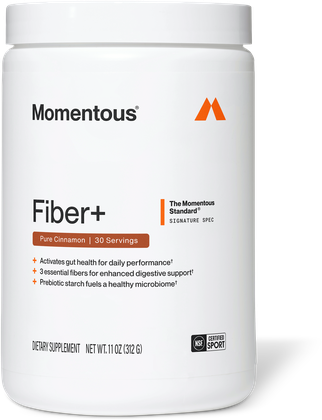 Momentous®
Fiber+
The Momentous
Standard®
SIGNATURE SPEC
Pure Cinnamon | 30 Servings
Activates gut health for daily performance†
3 essential fibers for enhanced digestive support†
Prebiotic starch fuels a healthy microbiome†
DIETARY SUPPLEMENT NET WT. 11 OZ (312 G)
NSF CERTIFIED
SPORT